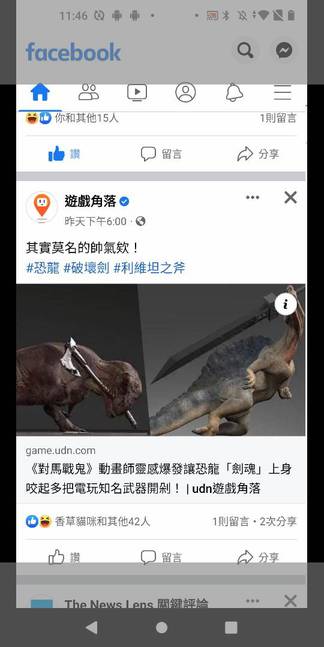 11:46
facebook
你和其他15人
1則留言
讚
留言
分享
遊戲角落
昨天下午6:00 ·
其實莫名的帥氣欸！
#恐龍 #破壞劍 #利維坦之斧
game.udn.com
《對馬戰鬼》動畫師靈感爆發讓恐龍「劍魂」上身
咬起多把電玩知名武器開剁！ | udn遊戲角落
香草貓咪和其他42人
1則留言 · 2次分享
讚
留言
分享
The News Lens 關鍵評論